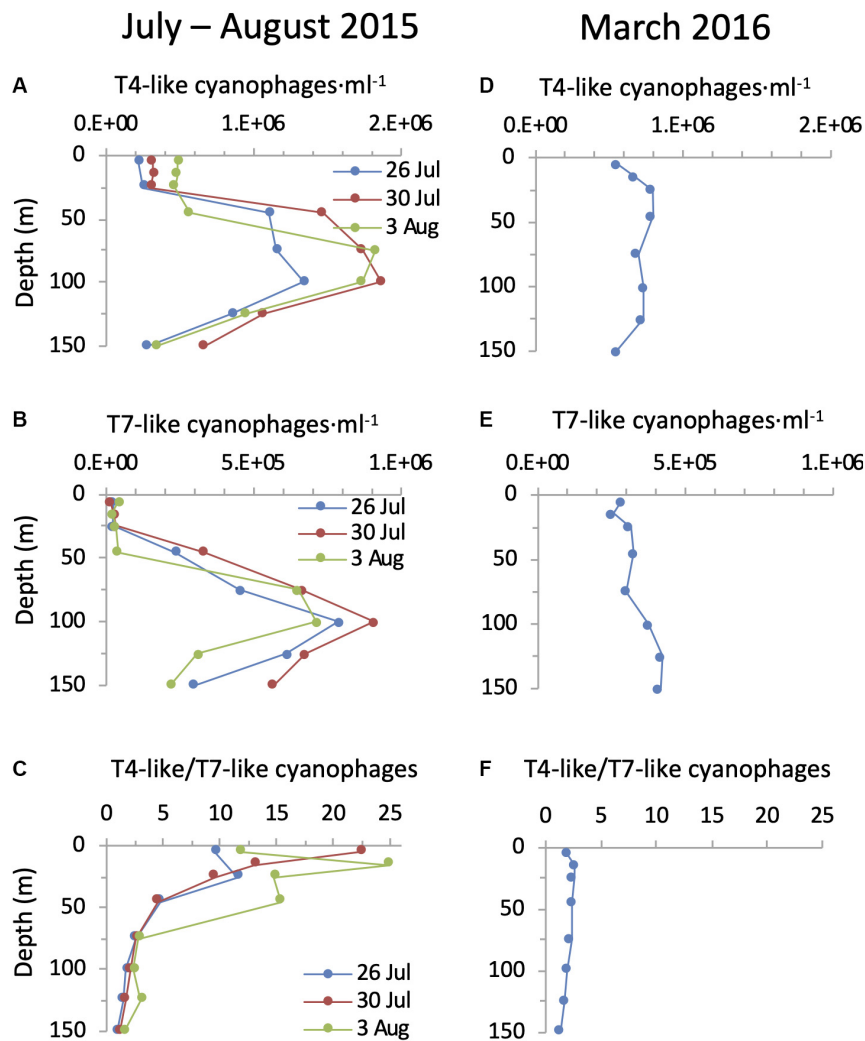 July – August 2015
March 2016
A
T4-like cyanophages·ml-1
0.E+00 1.E+06 2.E+06
0
50
100
150
Depth (m)
26 Jul
30 Jul
3 Aug
D
T4-like cyanophages·ml-1
0.E+00 1.E+06 2.E+06
0
50
100
150
B
T7-like cyanophages·ml-1
0.E+00 5.E+05 1.E+06
0
50
100
150
Depth (m)
26 Jul
30 Jul
3 Aug
E
T7-like cyanophages·ml-1
0.E+00 5.E+05 1.E+06
0
50
100
150
C
T4-like/T7-like cyanophages
0 5 10 15 20 25
0
50
100
150
Depth (m)
26 Jul
30 Jul
3 Aug
F
T4-like/T7-like cyanophages
0 5 10 15 20 25
0
50
100
150